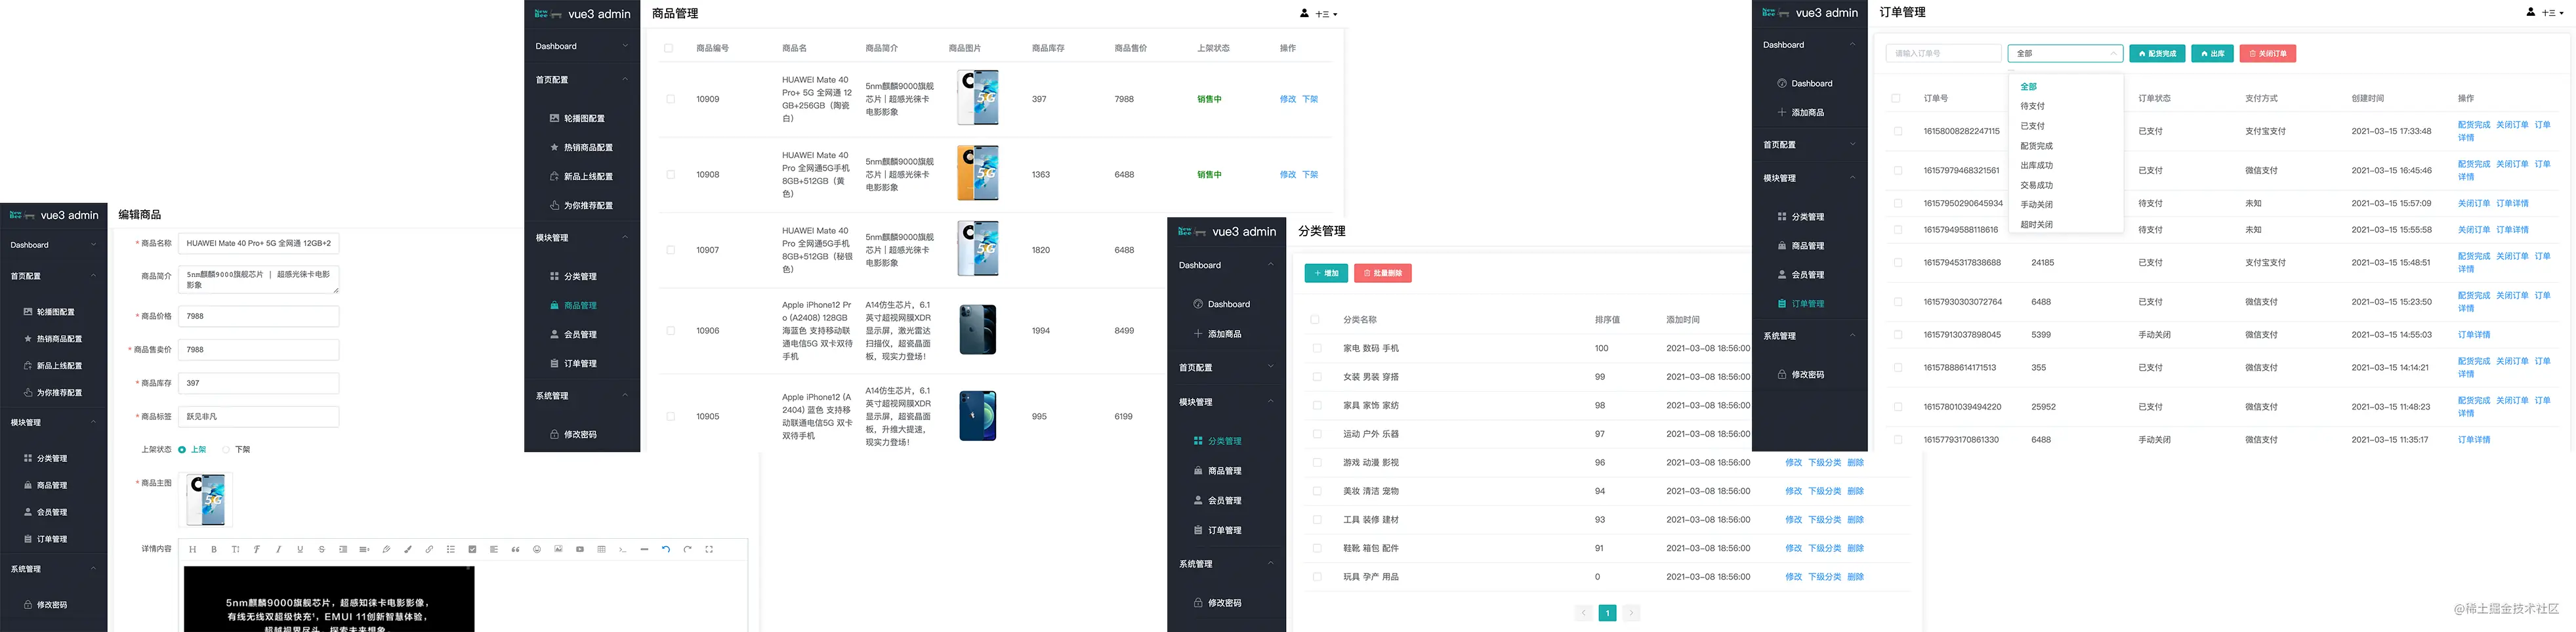 vue3 admin
编辑商品
Dashboard
首页配置
轮播图配置
热销商品配置
新品上线配置
为你推荐配置
模块管理
分类管理
商品管理
会员管理
订单管理
系统管理
修改密码
* 商品名称 HUAWEI Mate 40 Pro+ 5G 全网通 12GB+2
商品简介 5nm麒麟9000旗舰芯片 | 超感光徕卡电影
影象
* 商品价格 7988
* 商品售卖价 7988
* 商品库存 397
* 商品标签 跃见非凡
上架状态 上架 下架
* 商品主图
详情内容
5nm麒麟9000旗舰芯片，超感知徕卡电影影像，
有线无线双超级快充¹，EMUI 11创新智慧体验，
超越视界尽头，探索未来想象。
vue3 admin
商品管理
十三
Dashboard
首页配置
轮播图配置
热销商品配置
新品上线配置
为你推荐配置
模块管理
分类管理
商品管理
会员管理
订单管理
系统管理
修改密码
商品编号 商品名 商品简介 商品图片 商品库存 商品售价 上架状态 操作
HUAWEI Mate 40
Pro+ 5G 全网通 12
GB+256GB（陶瓷
白）
5nm麒麟9000旗舰
芯片 | 超感光徕卡
电影影象
10909 397 7988 销售中 修改 下架
HUAWEI Mate 40
Pro 全网通5G手机
8GB+512GB（黄
色）
5nm麒麟9000旗舰
芯片 | 超感光徕卡
电影影象
10908 1363 6488 销售中 修改 下架
HUAWEI Mate 40
Pro 全网通5G手机
8GB+512GB（秘银
色）
5nm麒麟9000旗舰
芯片 | 超感光徕卡
电影影象
10907 1820 6488
Apple iPhone12 Pr
o (A2408) 128GB
海蓝色 支持移动联
通电信5G 双卡双待
手机
A14仿生芯片，6.1
英寸超视网膜XDR
显示屏，激光雷达
扫描仪，超瓷晶面
板，现实力登场！
10906 1994 8499
Apple iPhone12 (A
2404) 蓝色 支持移
动联通电信5G 双卡
双待手机
A14仿生芯片，6.1
英寸超视网膜XDR
显示屏，超瓷晶面
板，升维大提速，
现实力登场！
10905 995 6199
vue3 admin
分类管理
Dashboard
Dashboard
添加商品
首页配置
模块管理
分类管理
商品管理
会员管理
订单管理
系统管理
修改密码
+ 增加 批量删除
分类名称 排序值 添加时间
家电 数码 手机 100 2021-03-08 18:56:00
女装 男装 穿搭 99 2021-03-08 18:56:00
家具 家饰 家纺 98 2021-03-08 18:56:00
运动 户外 乐器 97 2021-03-08 18:56:00
游戏 动漫 影视 96 2021-03-08 18:56:00 修改 下级分类 删除
美妆 清洁 宠物 94 2021-03-08 18:56:00 修改 下级分类 删除
工具 装修 建材 93 2021-03-08 18:56:00 修改 下级分类 删除
鞋靴 箱包 配件 91 2021-03-08 18:56:00 修改 下级分类 删除
玩具 孕产 用品 0 2021-03-08 18:56:00 修改 下级分类 删除
1
vue3 admin
订单管理
十三
Dashboard
Dashboard
添加商品
首页配置
模块管理
分类管理
商品管理
会员管理
订单管理
系统管理
修改密码
请输入订单号 全部 配货完成 出库 关闭订单
全部
待支付
已支付
配货完成
出库成功
交易成功
手动关闭
超时关闭
订单号 订单状态 支付方式 创建时间 操作
16158008282247115 已支付 支付宝支付 2021-03-15 17:33:48 配货完成 关闭订单 订单
详情
16157979468321561 已支付 微信支付 2021-03-15 16:45:46 配货完成 关闭订单 订单
详情
16157950290645934 待支付 未知 2021-03-15 15:57:09 关闭订单 订单详情
16157949588118616 待支付 未知 2021-03-15 15:55:58 关闭订单 订单详情
16157945317838688 24185 已支付 支付宝支付 2021-03-15 15:48:51 配货完成 关闭订单 订单
详情
16157930303072764 6488 已支付 微信支付 2021-03-15 15:23:50 配货完成 关闭订单 订单
详情
16157913037898045 5399 手动关闭 微信支付 2021-03-15 14:55:03 订单详情
16157888614171513 355 已支付 微信支付 2021-03-15 14:14:21 配货完成 关闭订单 订单
详情
16157801039494220 25952 已支付 微信支付 2021-03-15 11:48:23 配货完成 关闭订单 订单
详情
16157793170861330 6488 手动关闭 微信支付 2021-03-15 11:35:17 订单详情
@稀土掘金技术社区